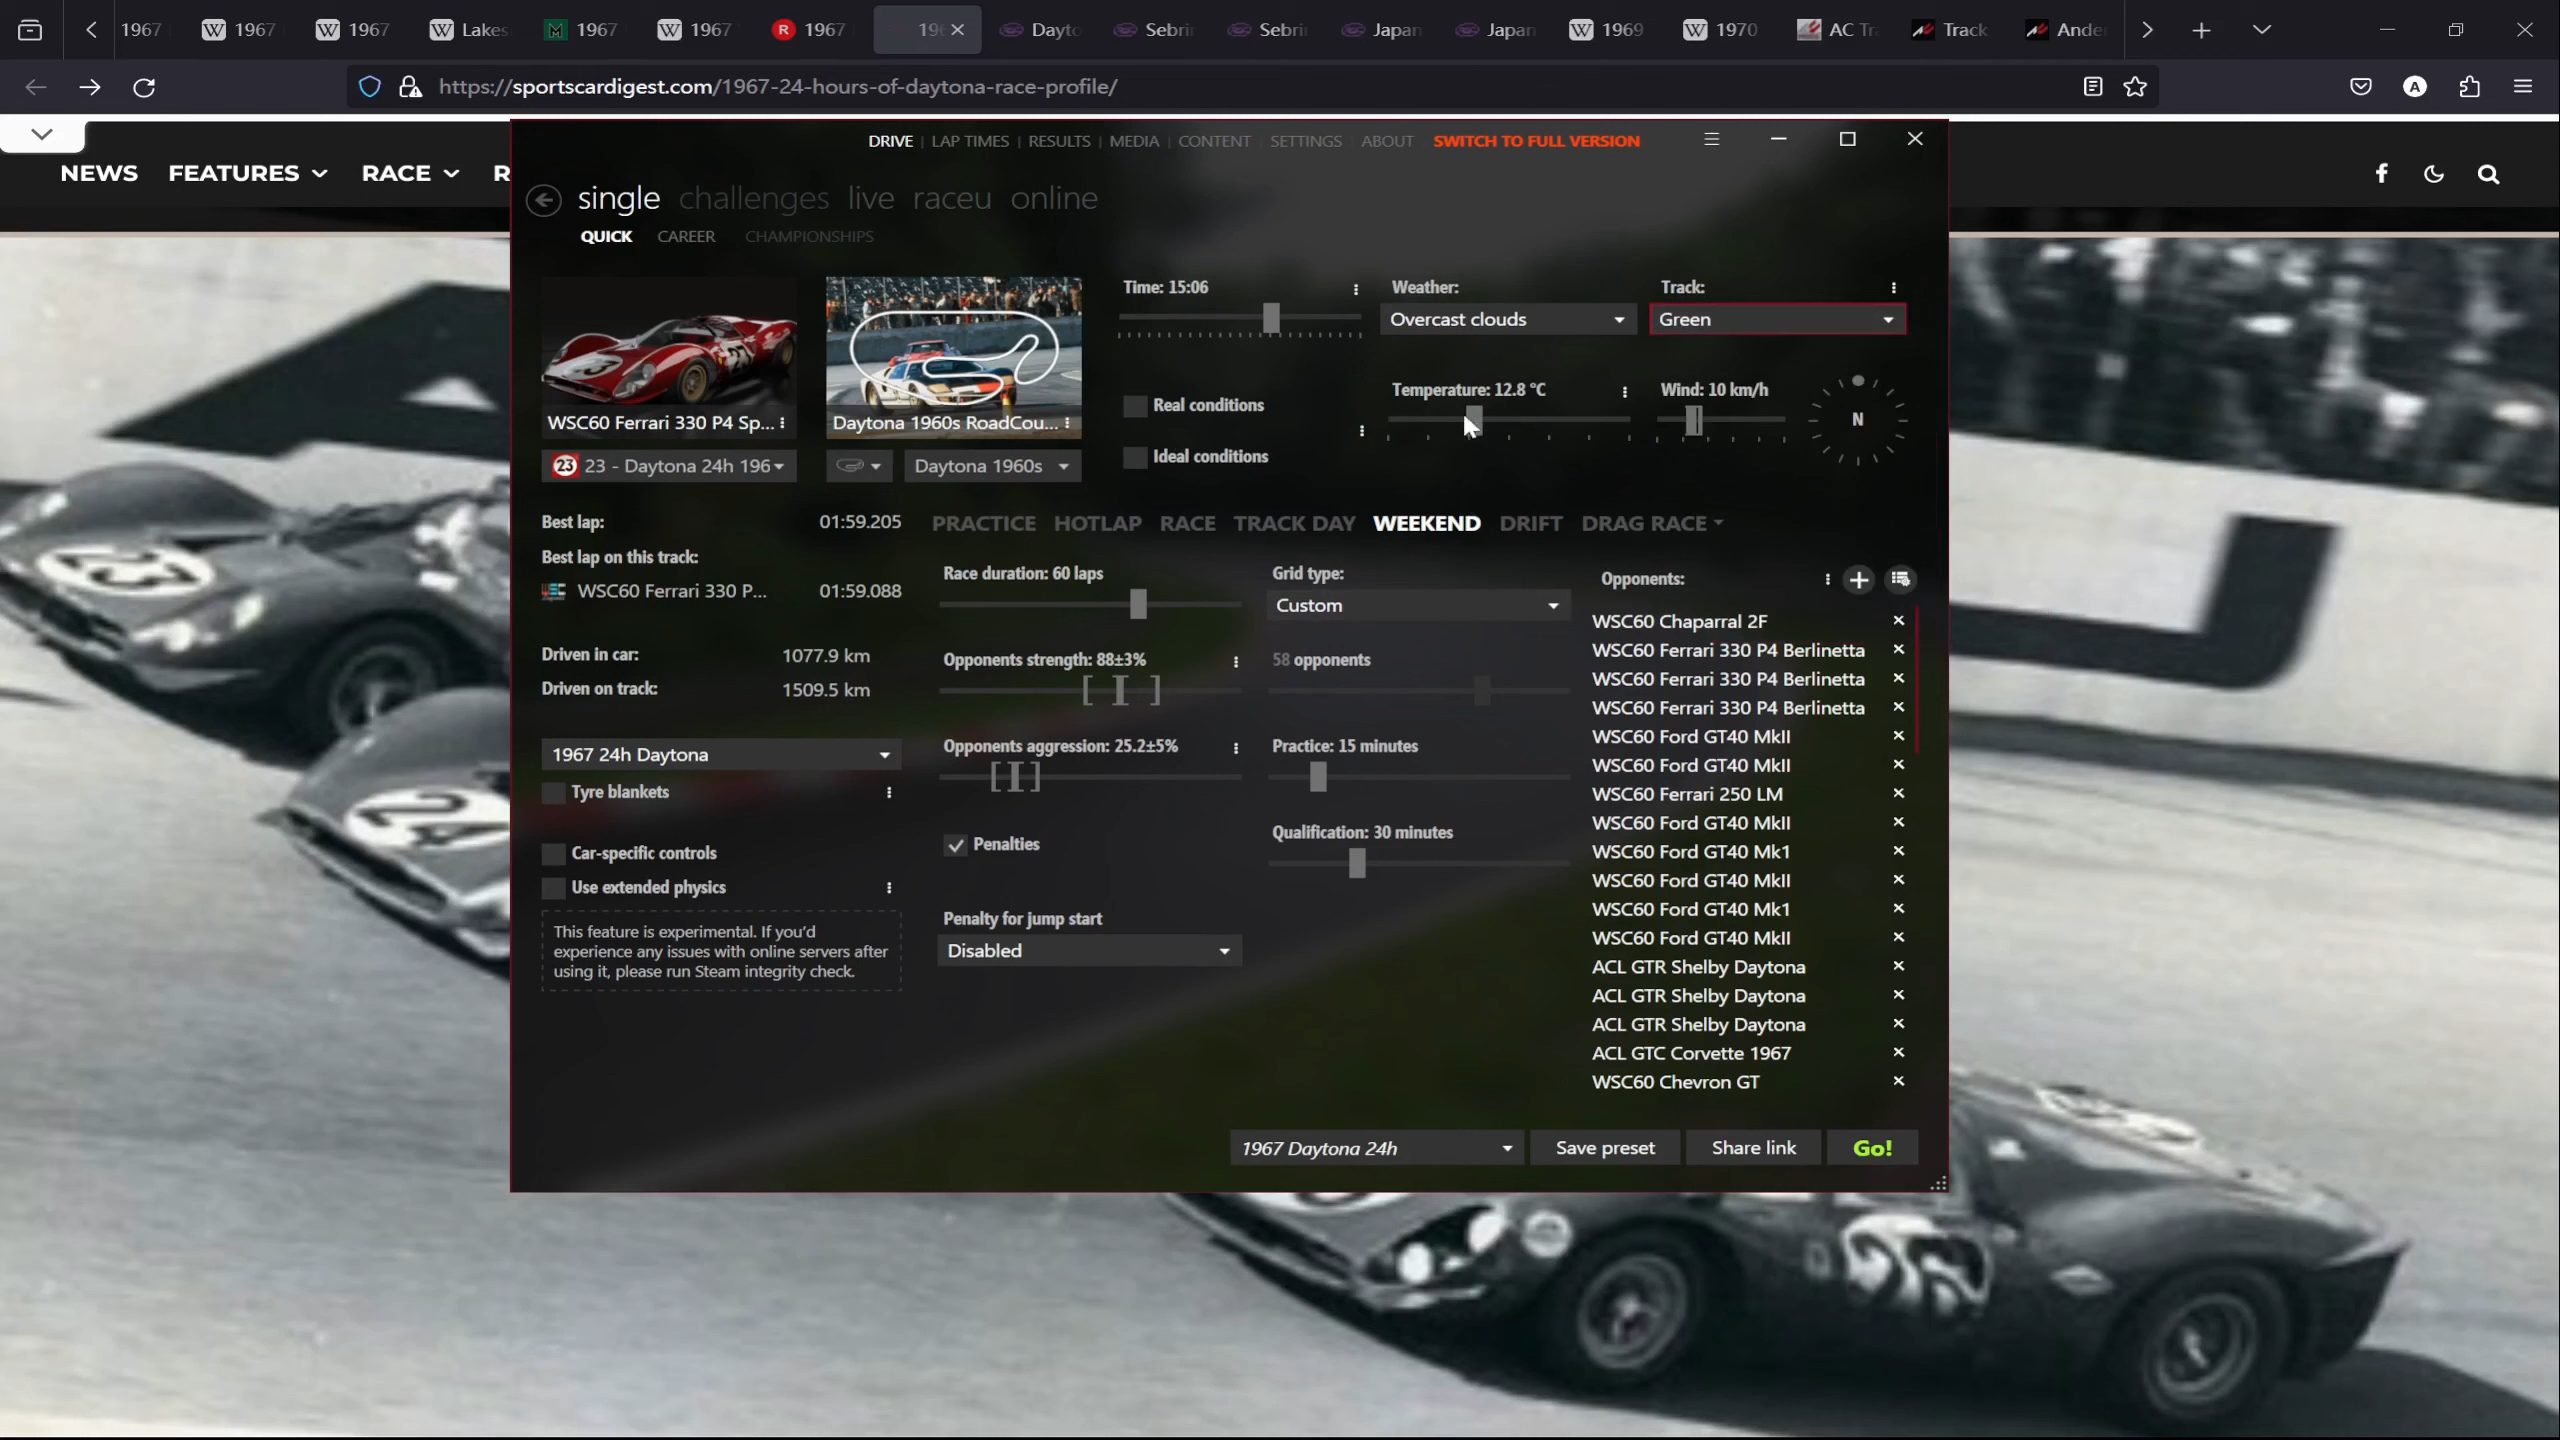 1967
1967
1967
Lakes
1967
1967
1967
196
Dayto
Sebrin
Sebrin
Japan
Japan
1969
1970
AC Tr
Track
Ande
https://sportscardigest.com/1967-24-hours-of-daytona-race-profile/
NEWS
FEATURES
RACE
DRIVE | LAP TIMES | RESULTS | MEDIA | CONTENT | SETTINGS | ABOUT
SWITCH TO FULL VERSION
single challenges live raceu online
QUICK CAREER CHAMPIONSHIPS
WSC60 Ferrari 330 P4 Sp...
23 - Daytona 24h 196
Daytona 1960s RoadCou...
Daytona 1960s
Time: 15:06
Real conditions
Ideal conditions
Weather:
Overcast clouds
Track:
Green
Temperature: 12.8 °C
Wind: 10 km/h
N
Best lap: 01:59.205
Best lap on this track:
WSC60 Ferrari 330 P... 01:59.088
Driven in car: 1077.9 km
Driven on track: 1509.5 km
1967 24h Daytona
Tyre blankets
Car-specific controls
Use extended physics
This feature is experimental. If you'd
experience any issues with online servers after
using it, please run Steam integrity check.
PRACTICE HOTLAP RACE TRACK DAY WEEKEND DRIFT DRAG RACE
Race duration: 60 laps
Opponents strength: 88±3%
Opponents aggression: 25.2±5%
Penalties
Penalty for jump start
Disabled
Grid type:
Custom
58 opponents
Practice: 15 minutes
Qualification: 30 minutes
Opponents:
WSC60 Chaparral 2F
WSC60 Ferrari 330 P4 Berlinetta
WSC60 Ferrari 330 P4 Berlinetta
WSC60 Ferrari 330 P4 Berlinetta
WSC60 Ford GT40 MkII
WSC60 Ford GT40 MkII
WSC60 Ferrari 250 LM
WSC60 Ford GT40 MkII
WSC60 Ford GT40 Mk1
WSC60 Ford GT40 MkII
WSC60 Ford GT40 Mk1
WSC60 Ford GT40 MkII
ACL GTR Shelby Daytona
ACL GTR Shelby Daytona
ACL GTR Shelby Daytona
ACL GTC Corvette 1967
WSC60 Chevron GT
1967 Daytona 24h
Save preset
Share link
Go!
23
24